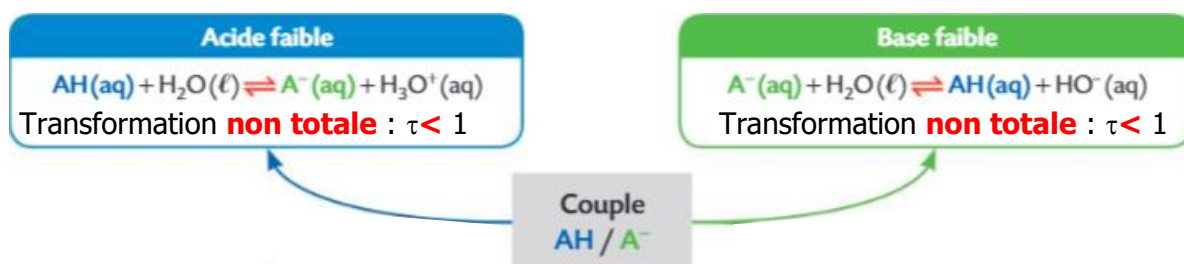 Acide faible
AH(aq) + H₂O(ℓ) ⇌ A⁻(aq) + H₃O⁺(aq)
Transformation non totale : τ< 1
Base faible
A⁻(aq) + H₂O(ℓ) ⇌ AH(aq) + HO⁻(aq)
Transformation non totale : τ< 1
Couple
AH / A⁻